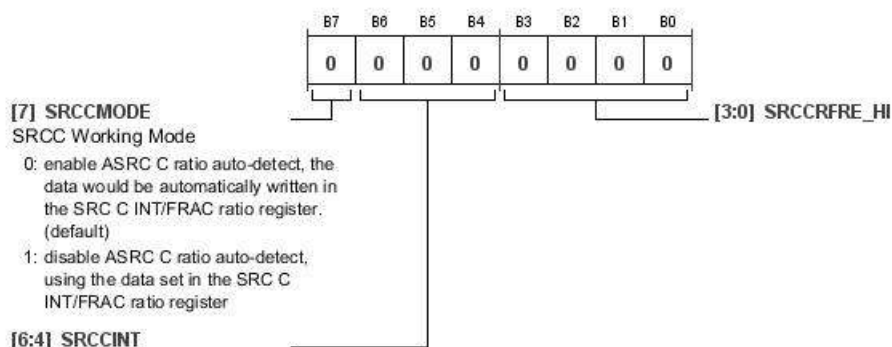 B7 B6 B5 B4 B3 B2 B1 B0
0 0 0 0 0 0 0 0
[7] SRCCMODE
[3:0] SRCCRFRE_HI
SRCC Working Mode
0: enable ASRC C ratio auto-detect, the
data would be automatically written in
the SRC C INT/FRAC ratio register.
(default)
1: disable ASRC C ratio auto-detect,
using the data set in the SRC C
INT/FRAC ratio register
[6:4] SRCCINT